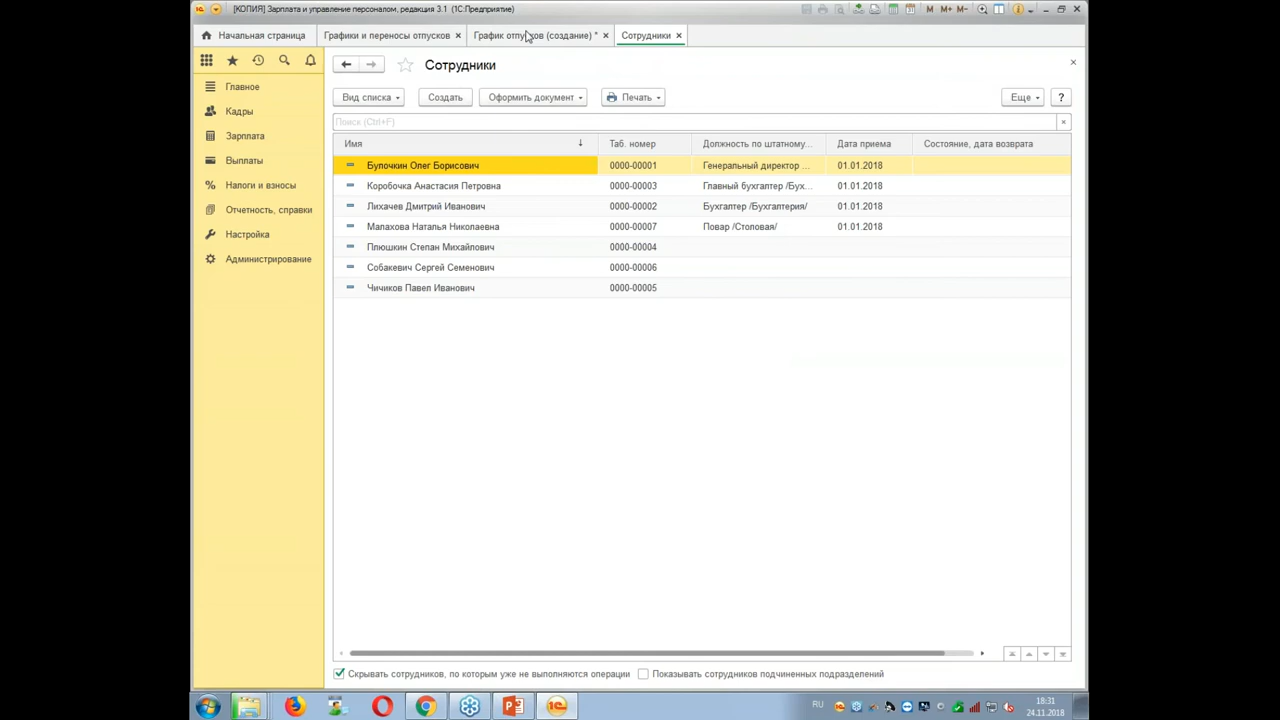 [КОПИЯ] Зарплата и управление персоналом, редакция 3.1 (1С:Предприятие)
M M+ M-
Начальная страница
Графики и переносы отпусков ×
График отпусков (создание) * ×
Сотрудники ×
Сотрудники
Главное
Кадры
Зарплата
Выплаты
Налоги и взносы
Отчетность, справки
Настройка
Администрирование
Вид списка
Создать
Оформить документ
Печать
Еще
?
Поиск (Ctrl+F)
Имя ↓ Таб. номер Должность по штатному... Дата приема Состояние, дата возврата
Булочкин Олег Борисович 0000-00001 Генеральный директор ... 01.01.2018
Коробочка Анастасия Петровна 0000-00003 Главный бухгалтер /Бух... 01.01.2018
Лихачев Дмитрий Иванович 0000-00002 Бухгалтер /Бухгалтерия/ 01.01.2018
Малахова Наталья Николаевна 0000-00007 Повар /Столовая/ 01.01.2018
Плюшкин Степан Михайлович 0000-00004
Собакевич Сергей Семенович 0000-00006
Чичиков Павел Иванович 0000-00005
Скрывать сотрудников, по которым уже не выполняются операции
Показывать сотрудников подчиненных подразделений
RU
18:31
24.11.2018